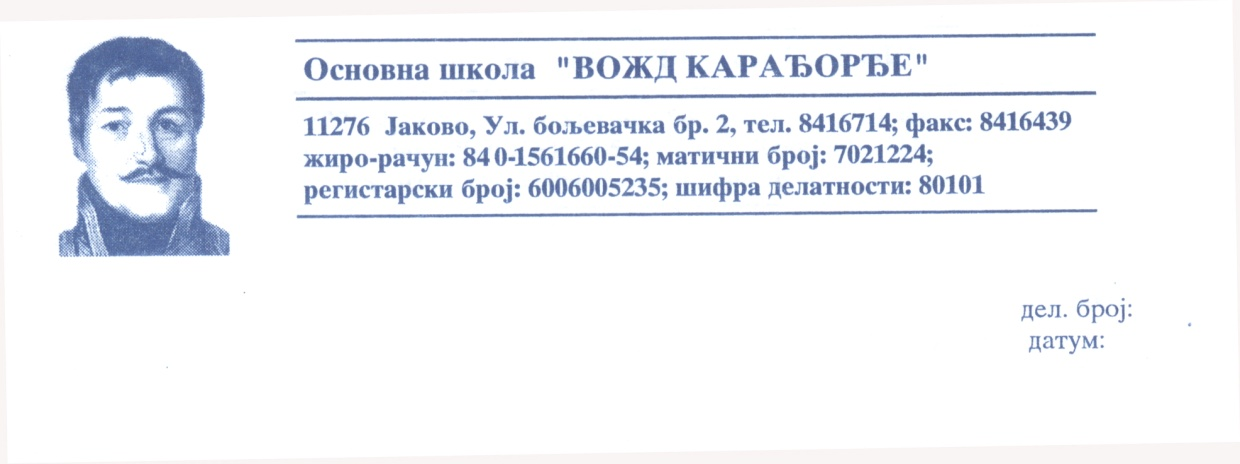 Основна школа "ВОЖД КАРАЂОРЂЕ"
11276 Јаково, Ул. бољевачка бр. 2, тел. 8416714; факс: 8416439
жиро-рачун: 840-1561660-54; матични број: 7021224;
регистарски број: 6006005235; шифра делатности: 80101
дел. број:
датум: